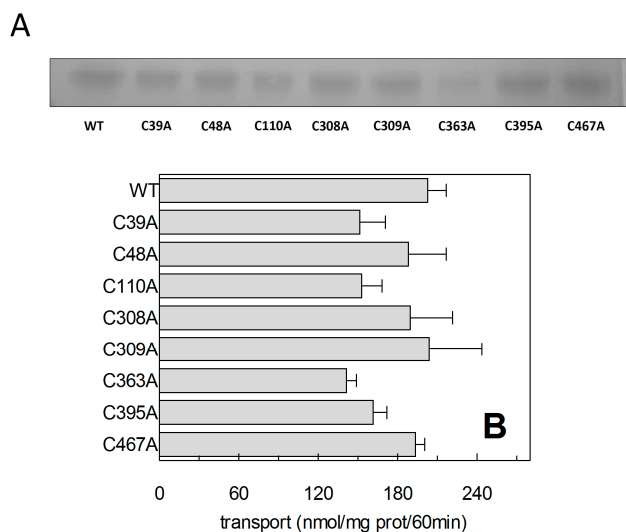 A
WT C39A C48A C110A C308A C309A C363A C395A C467A
WT
C39A
C48A
C110A
C308A
C309A
C363A
C395A
C467A
B
0 60 120 180 240
transport (nmol/mg prot/60min)